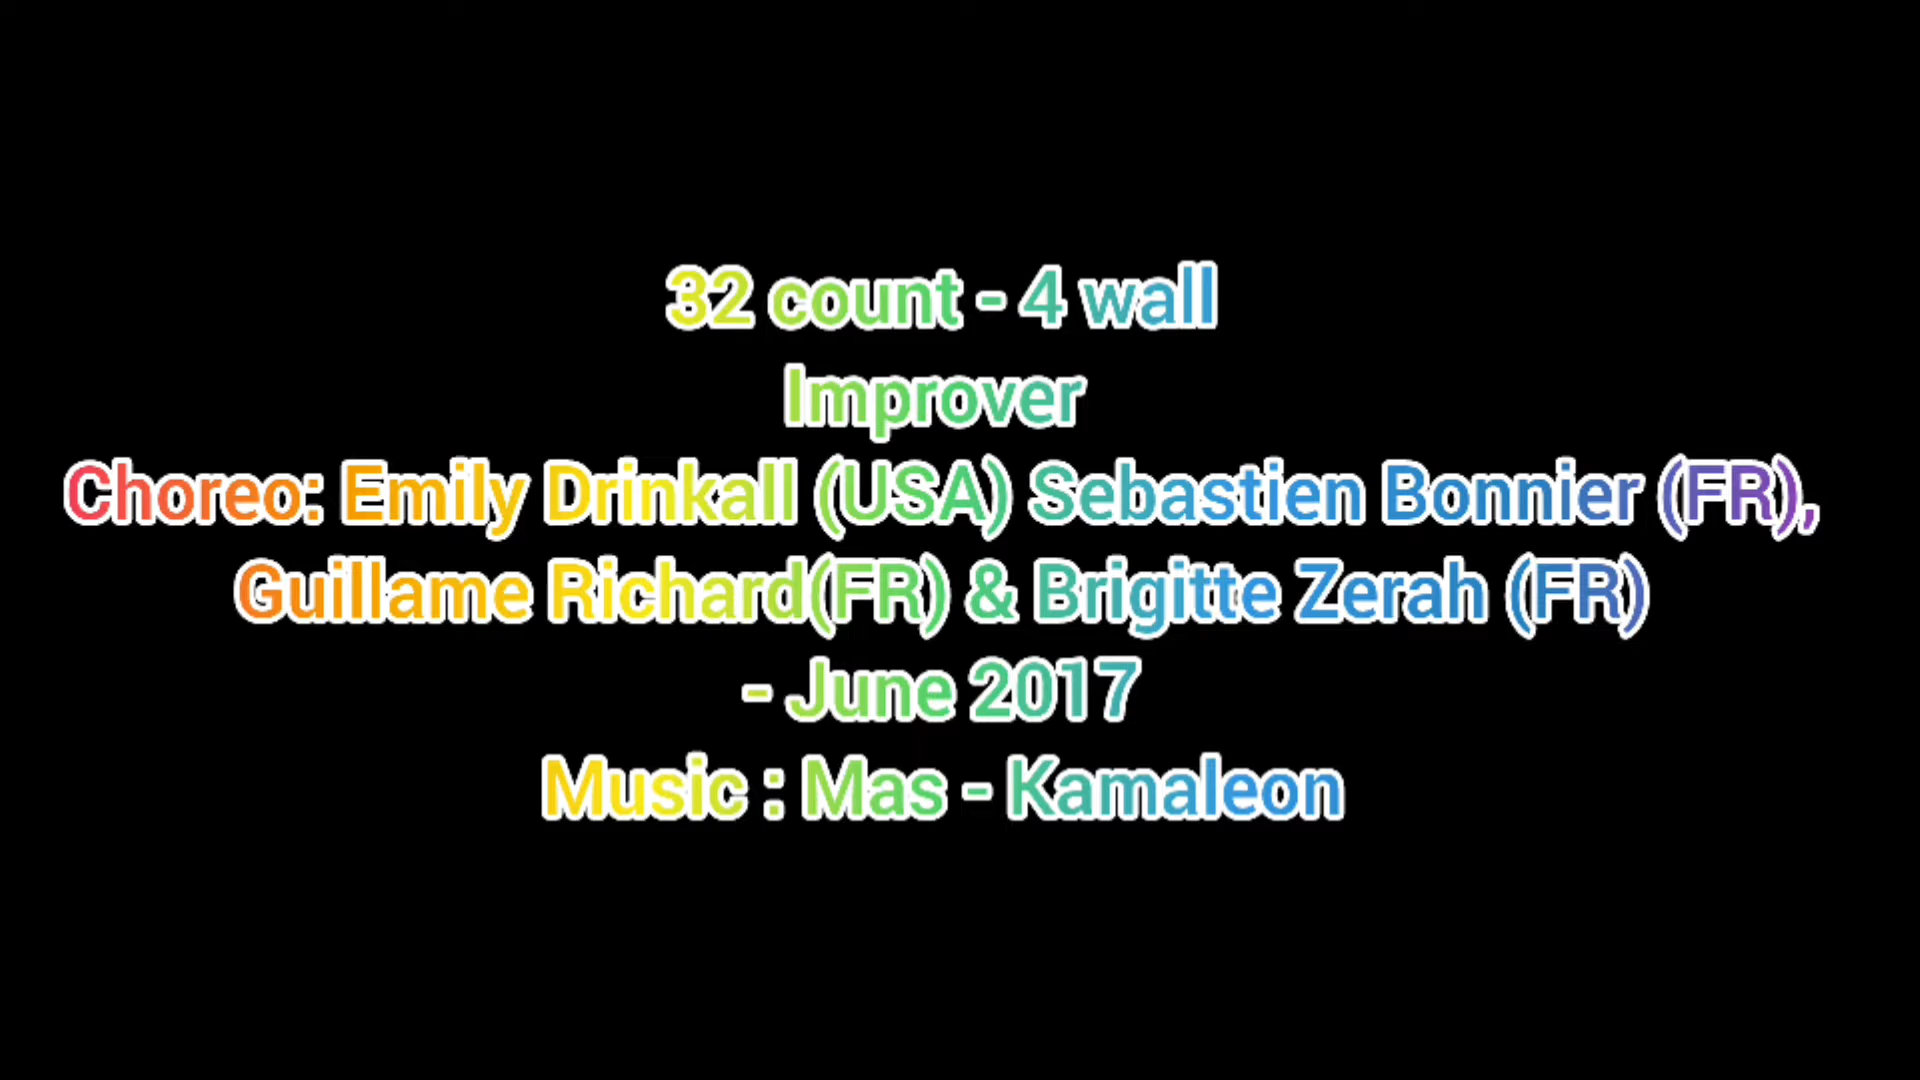 32 count - 4 wall
Improver
Choreo: Emily Drinkall (USA) Sebastien Bonnier (FR),
Guillame Richard(FR) & Brigitte Zerah (FR)
- June 2017
Music : Mas - Kamaleon